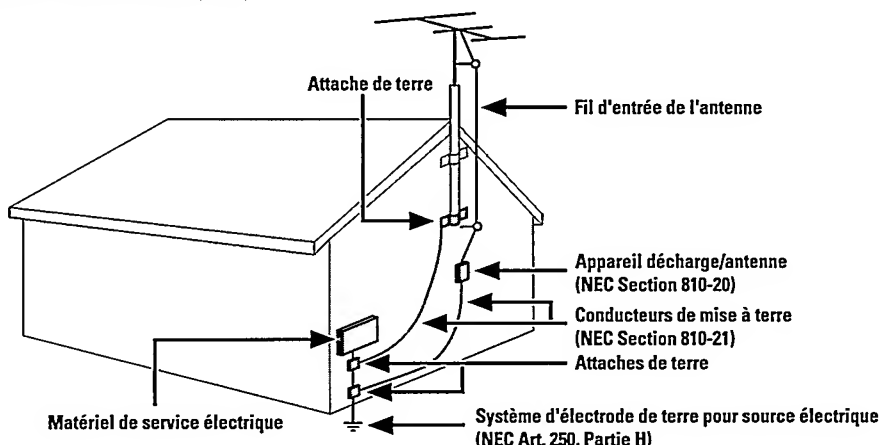 Attache de terre
Fil d'entrée de l'antenne
Appareil décharge/antenne
(NEC Section 810-20)
Conducteurs de mise à terre
(NEC Section 810-21)
Attaches de terre
Matériel de service électrique
Système d'électrode de terre pour source électrique
(NEC Art. 250, Partie H)